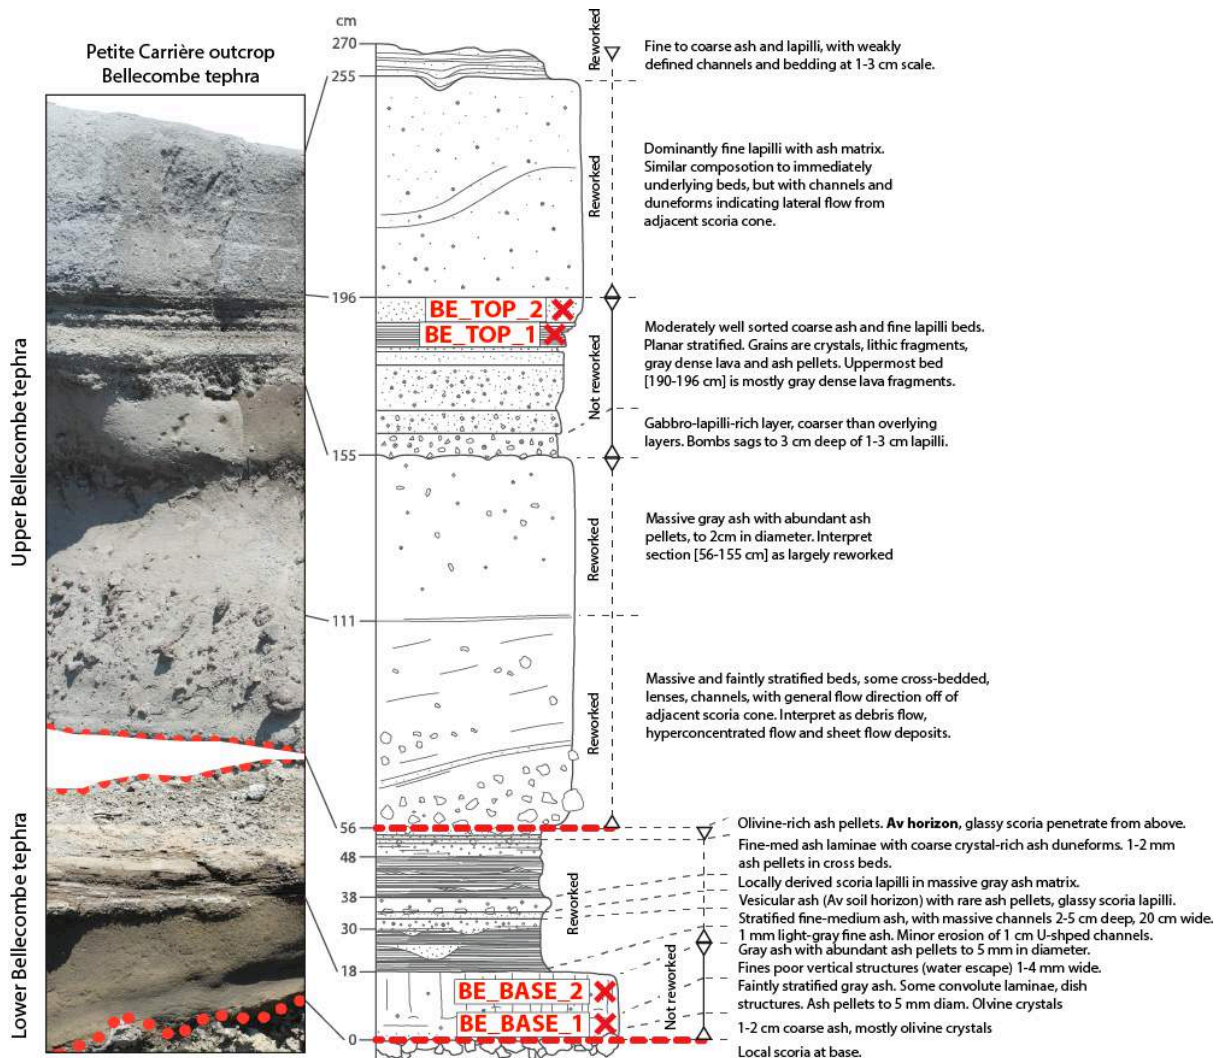 Petite Carrière outcrop
Bellecombe tephra
Upper Bellecombe tephra
Lower Bellecombe tephra
cm
270
255
196
155
111
56
48
38
30
18
0
BE_TOP_2
BE_TOP_1
BE_BASE_2
BE_BASE_1
Reworked
Reworked
Not reworked
Reworked
Reworked
Reworked
Not reworked
Fine to coarse ash and lapilli, with weakly
defined channels and bedding at 1-3 cm scale.
Dominantly fine lapilli with ash matrix.
Similar composotion to immediately
underlying beds, but with channels and
duneforms indicating lateral flow from
adjacent scoria cone.
Moderately well sorted coarse ash and fine lapilli beds.
Planar stratified. Grains are crystals, lithic fragments,
gray dense lava and ash pellets. Uppermost bed
[190-196 cm] is mostly gray dense lava fragments.
Gabbro-lapilli-rich layer, coarser than overlying
layers. Bombs sags to 3 cm deep of 1-3 cm lapilli.
Massive gray ash with abundant ash
pellets, to 2cm in diameter. Interpret
section [56-155 cm] as largely reworked
Massive and faintly stratified beds, some cross-bedded,
lenses, channels, with general flow direction off of
adjacent scoria cone. Interpret as debris flow,
hyperconcentrated flow and sheet flow deposits.
Olivine-rich ash pellets. Av horizon, glassy scoria penetrate from above.
Fine-med ash laminae with coarse crystal-rich ash duneforms. 1-2 mm
ash pellets in cross beds.
Locally derived scoria lapilli in massive gray ash matrix.
Vesicular ash (Av soil horizon) with rare ash pellets, glassy scoria lapilli.
Stratified fine-medium ash, with massive channels 2-5 cm deep, 20 cm wide.
1 mm light-gray fine ash. Minor erosion of 1 cm U-shped channels.
Gray ash with abundant ash pellets to 5 mm in diameter.
Fines poor vertical structures (water escape) 1-4 mm wide.
Faintly stratified gray ash. Some convolute laminae, dish
structures. Ash pellets to 5 mm diam. Olvine crystals
1-2 cm coarse ash, mostly olivine crystals
Local scoria at base.